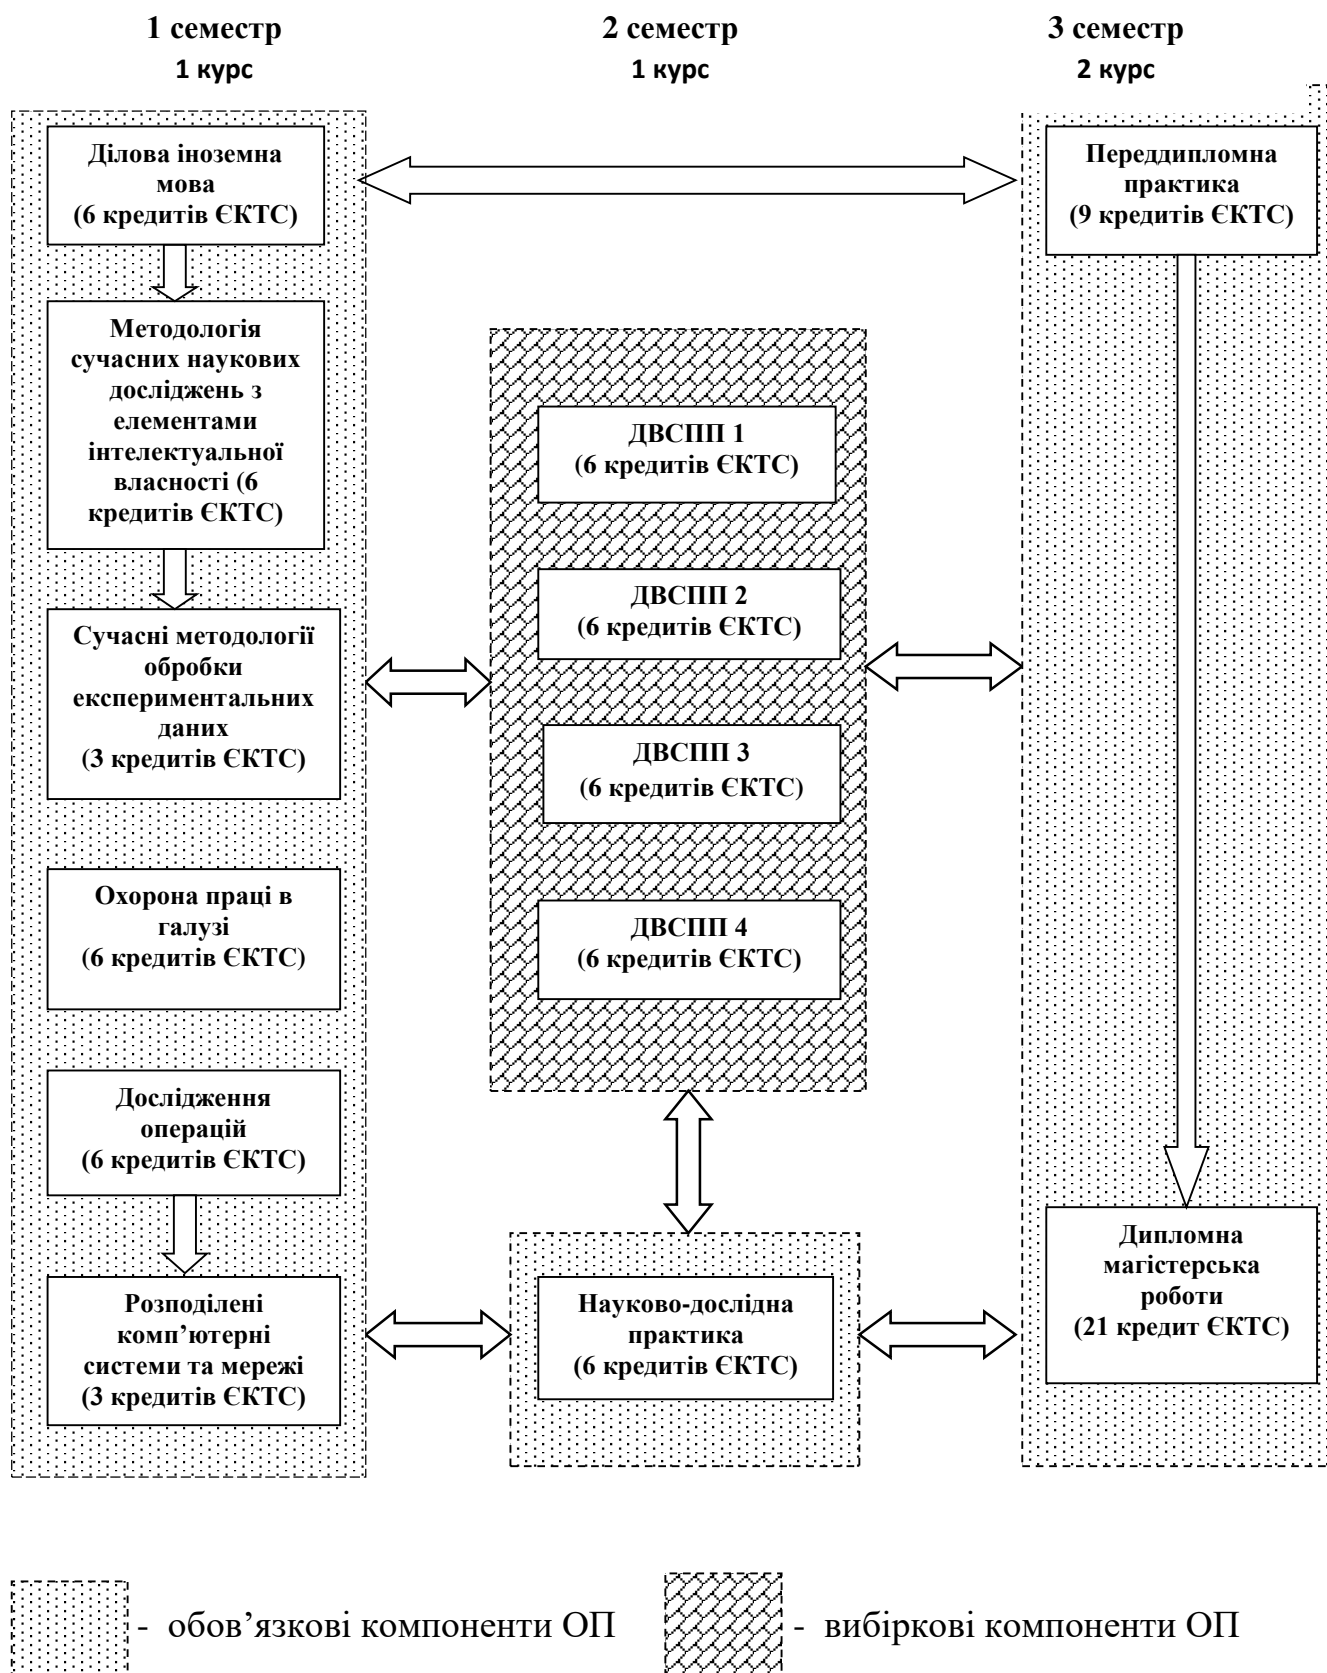 1 семестр
1 курс
2 семестр
1 курс
3 семестр
2 курс
Ділова іноземна
мова
(6 кредитів ЄКТС)
Методологія
сучасних наукових
досліджень з
елементами
інтелектуальної
власності (6
кредитів ЄКТС)
Сучасні методології
обробки
експериментальних
даних
(3 кредитів ЄКТС)
Охорона праці в
галузі
(6 кредитів ЄКТС)
Дослідження
операцій
(6 кредитів ЄКТС)
Розподілені
комп’ютерні
системи та мережі
(3 кредитів ЄКТС)
ДВСПП 1
(6 кредитів ЄКТС)
ДВСПП 2
(6 кредитів ЄКТС)
ДВСПП 3
(6 кредитів ЄКТС)
ДВСПП 4
(6 кредитів ЄКТС)
Науково-дослідна
практика
(6 кредитів ЄКТС)
Переддипломна
практика
(9 кредитів ЄКТС)
Дипломна
магістерська
роботи
(21 кредит ЄКТС)
- обов’язкові компоненти ОП
- вибіркові компоненти ОП